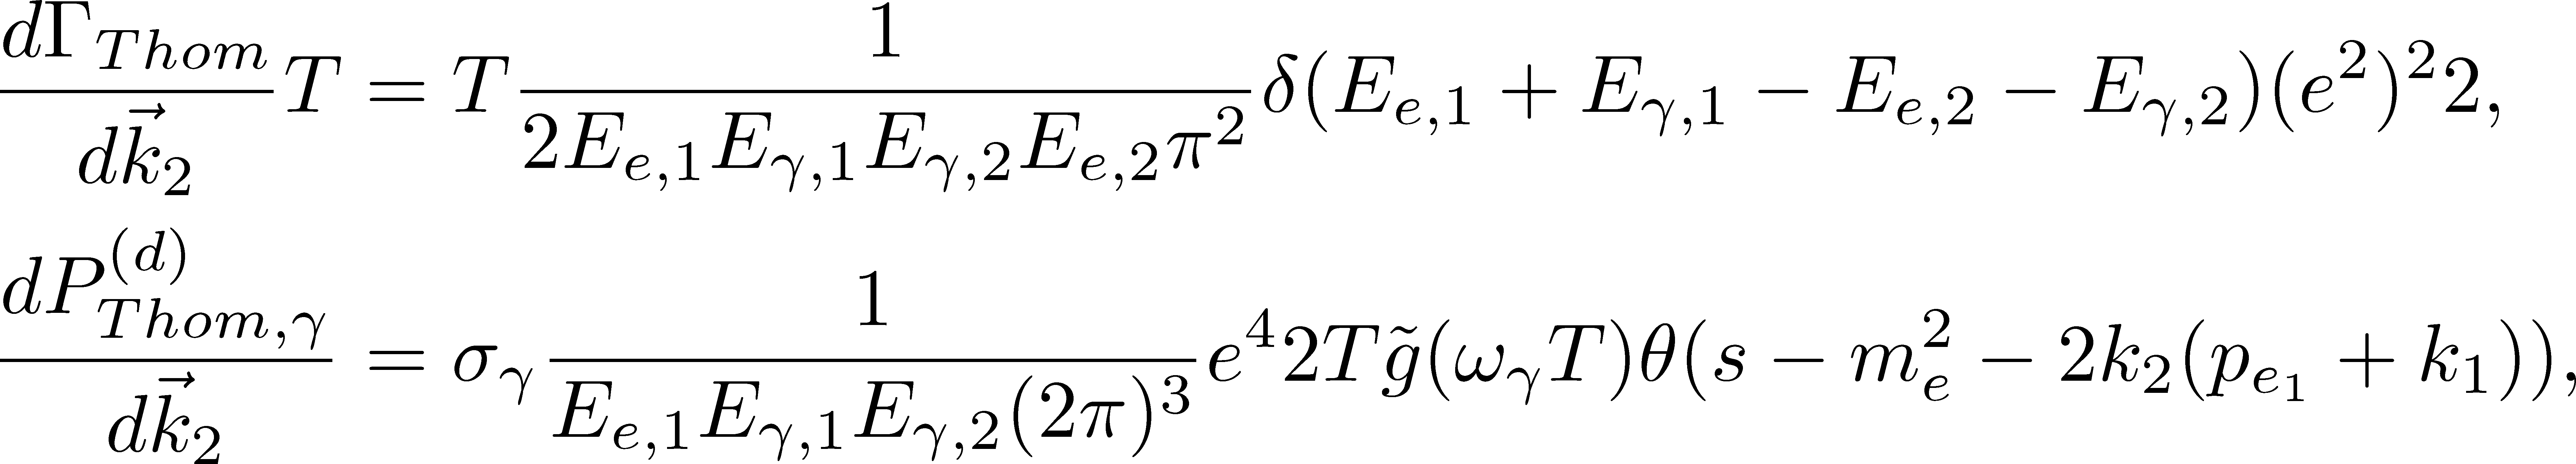 \frac{d\Gamma_{Thom}}{d\vec{k}_2} T = T \frac{1}{2E_{e,1}E_{\gamma,1}E_{\gamma,2}E_{e,2}\pi^2} \delta(E_{e,1} + E_{\gamma,1} - E_{e,2} - E_{\gamma,2})(e^2)^2 2,
\frac{dP^{(d)}_{Thom,\gamma}}{d\vec{k}_2} = \sigma_\gamma \frac{1}{E_{e,1}E_{\gamma,1}E_{\gamma,2}(2\pi)^3} e^4 2T\tilde{g}(\omega_\gamma T)\theta(s - m_e^2 - 2k_2(p_{e_1} + k_1)),